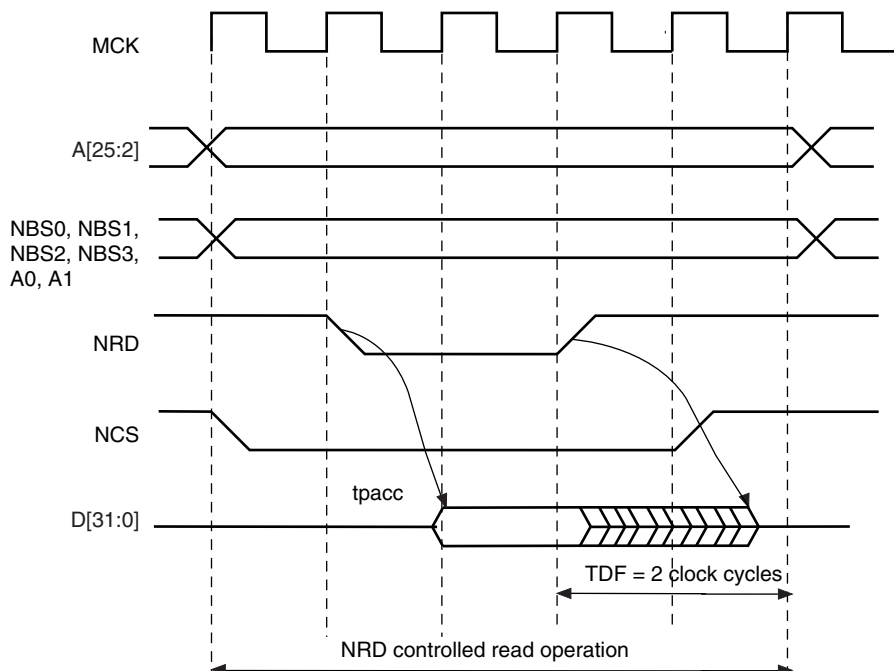 MCK
A[25:2]
NBS0, NBS1,
NBS2, NBS3,
A0, A1
NRD
NCS
tpacc
D[31:0]
TDF = 2 clock cycles
NRD controlled read operation